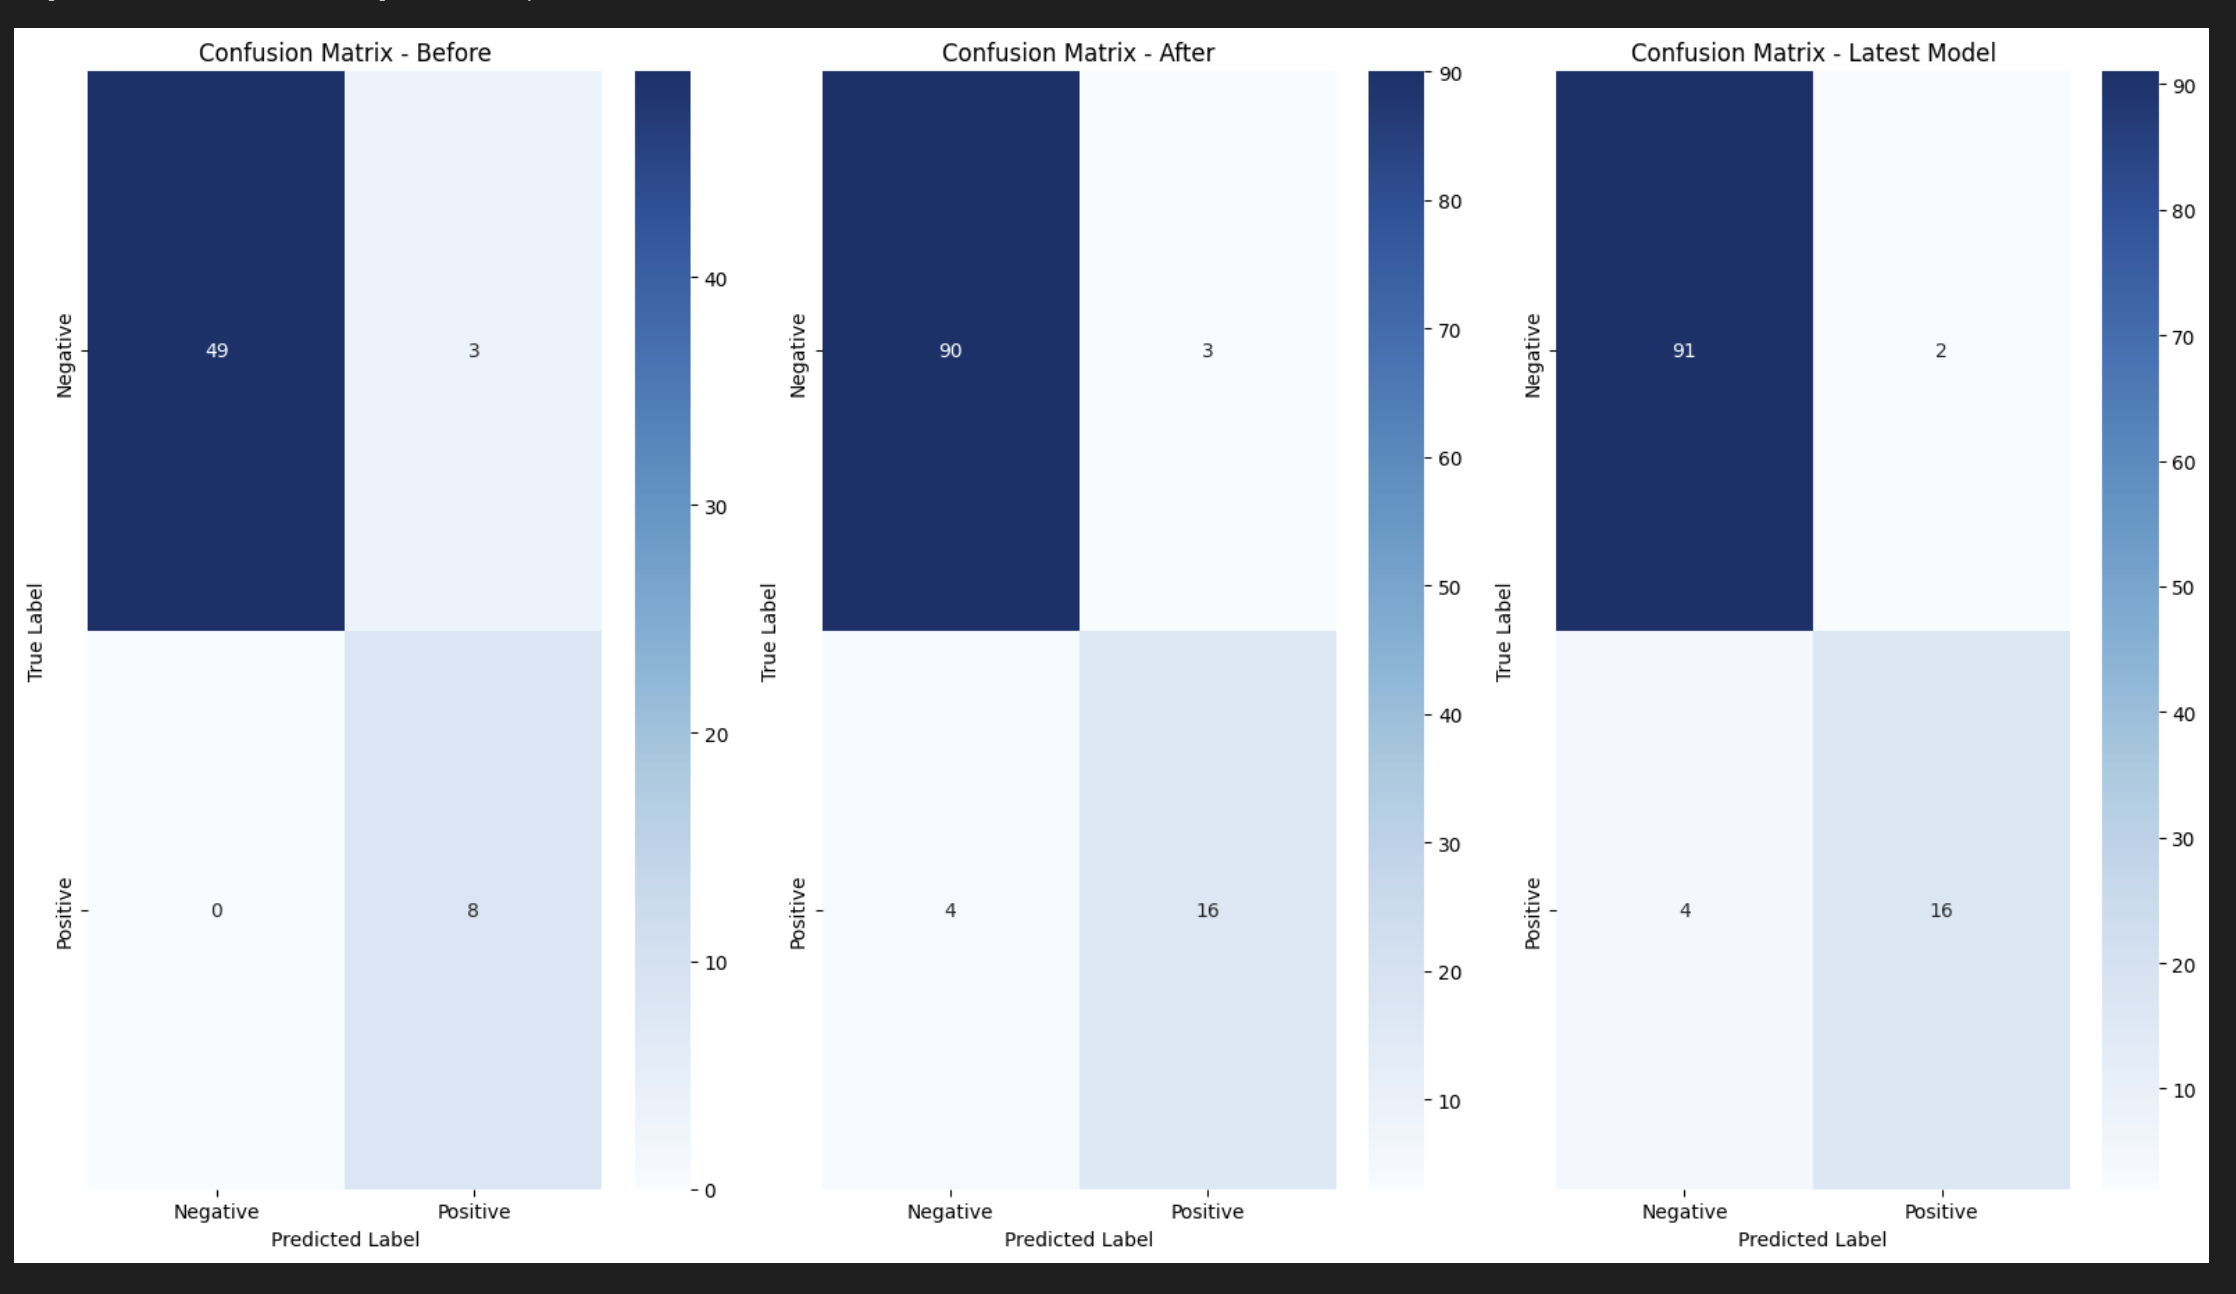 Confusion Matrix - Before
Negative
49
3
True Label
Positive
0
8
Negative
Positive
Predicted Label
40
30
20
10
0
Confusion Matrix - After
Negative
90
3
True Label
Positive
4
16
Negative
Positive
Predicted Label
90
80
70
60
50
40
30
20
10
Confusion Matrix - Latest Model
Negative
91
2
True Label
Positive
4
16
Negative
Positive
Predicted Label
90
80
70
60
50
40
30
20
10